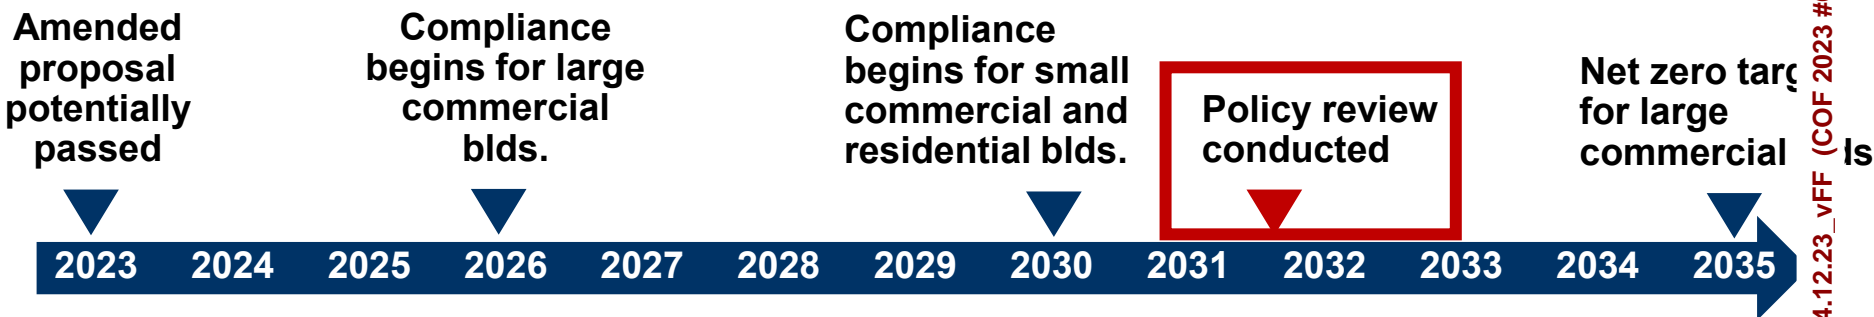 Amended
proposal
potentially
passed
Compliance
begins for large
commercial
blds.
Compliance
begins for small
commercial and
residential blds.
Policy review
conducted
Net zero
for large
commercial
2023 2024 2025 2026 2027 2028 2029 2030 2031 2032 2033 2034 2035
4.12.23_vFF (COF 2023 #